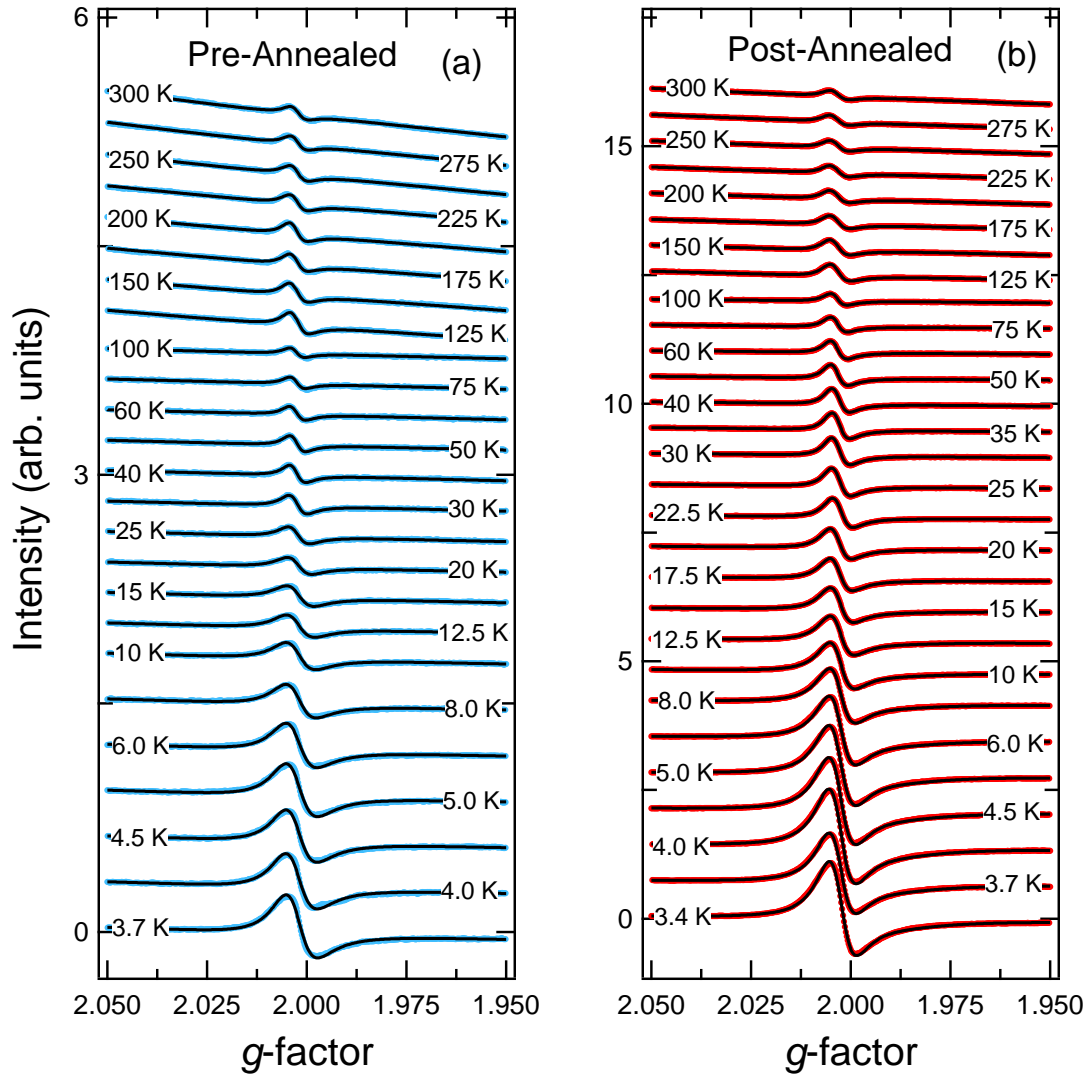 Pre-Annealed
(a)
6
3
0
Intensity (arb. units)
300 K
275 K
250 K
225 K
200 K
175 K
150 K
125 K
100 K
75 K
60 K
50 K
40 K
30 K
25 K
20 K
15 K
12.5 K
10 K
8.0 K
6.0 K
5.0 K
4.5 K
4.0 K
3.7 K
2.050
2.025
2.000
1.975
1.950
g-factor
Post-Annealed
(b)
15
10
5
0
300 K
275 K
250 K
225 K
200 K
175 K
150 K
125 K
100 K
75 K
60 K
50 K
40 K
35 K
30 K
25 K
22.5 K
20 K
17.5 K
15 K
12.5 K
10 K
8.0 K
6.0 K
5.0 K
4.5 K
4.0 K
3.7 K
3.4 K
2.050
2.025
2.000
1.975
1.950
g-factor